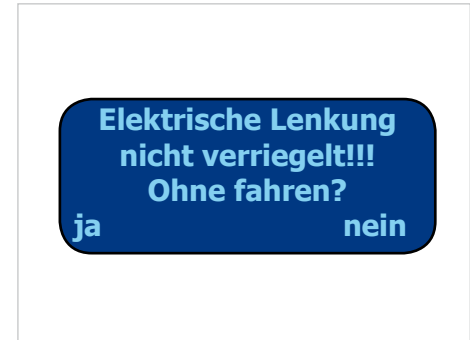 Elektrische Lenkung
nicht verriegelt!!!
Ohne fahren?
ja nein